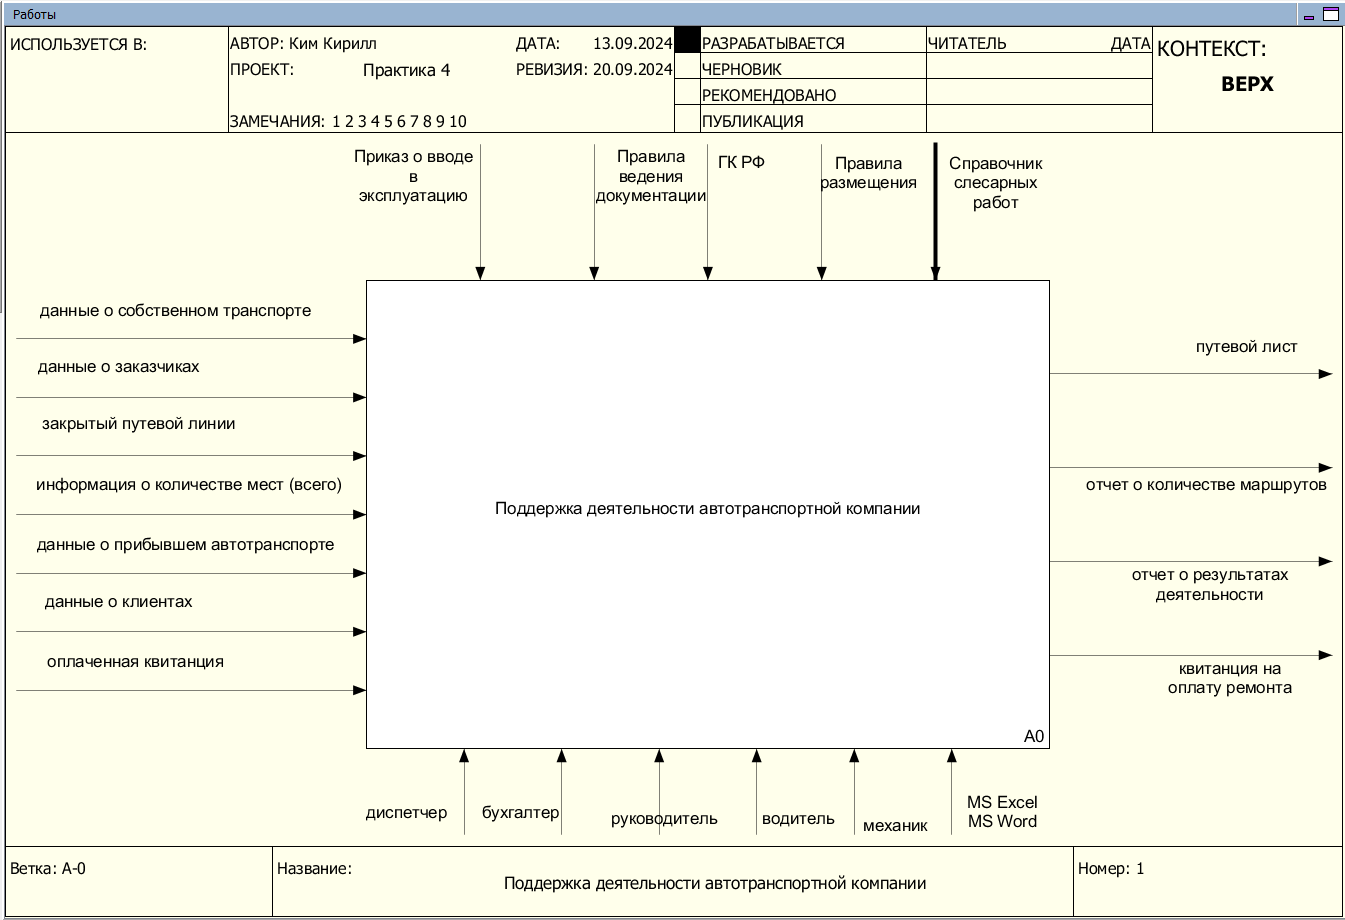 Работы
ИСПОЛЬЗУЕТСЯ В:
АВТОР: Ким Кирилл
ДАТА: 13.09.2024
ПРОЕКТ: Практика 4
РЕВИЗИЯ: 20.09.2024
ЗАМЕЧАНИЯ: 1 2 3 4 5 6 7 8 9 10
РАЗРАБАТЫВАЕТСЯ
ЧЕРНОВИК
РЕКОМЕНДОВАНО
ПУБЛИКАЦИЯ
ЧИТАТЕЛЬ ДАТА
КОНТЕКСТ:
ВЕРХ
Приказ о вводе
в
эксплуатацию
Правила
ведения
документации
ГК РФ
Правила
размещения
Справочник
слесарных
работ
данные о собственном транспорте
данные о заказчиках
закрытый путевой линии
информация о количестве мест (всего)
данные о прибывшем автотранспорте
данные о клиентах
оплаченная квитанция
Поддержка деятельности автотранспортной компании
A0
путевой лист
отчет о количестве маршрутов
отчет о результатах
деятельности
квитанция на
оплату ремонта
диспетчер
бухгалтер
руководитель
водитель
механик
MS Excel
MS Word
Ветка: A-0
Название:
Поддержка деятельности автотранспортной компании
Номер: 1